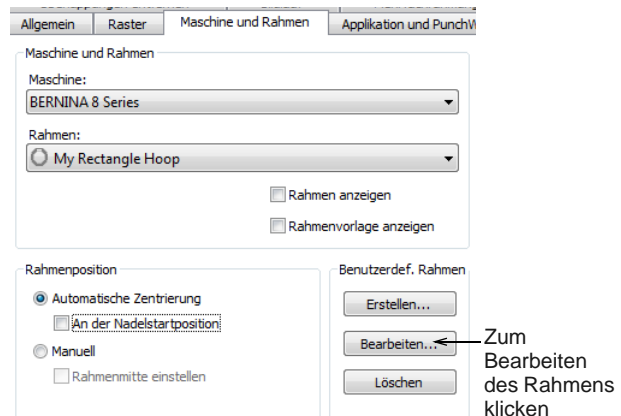 Allgemein
Raster
Maschine und Rahmen
Applikation und PunchW
Maschine und Rahmen
Maschine:
BERNINA 8 Series
Rahmen:
My Rectangle Hoop
Rahmen anzeigen
Rahmenvorlage anzeigen
Rahmenposition
Automatische Zentrierung
An der Nadelstartposition
Manuell
Rahmenmitte einstellen
Benutzerdef. Rahmen
Erstellen...
Bearbeiten...
Löschen
Zum
Bearbeiten
des Rahmens
klicken